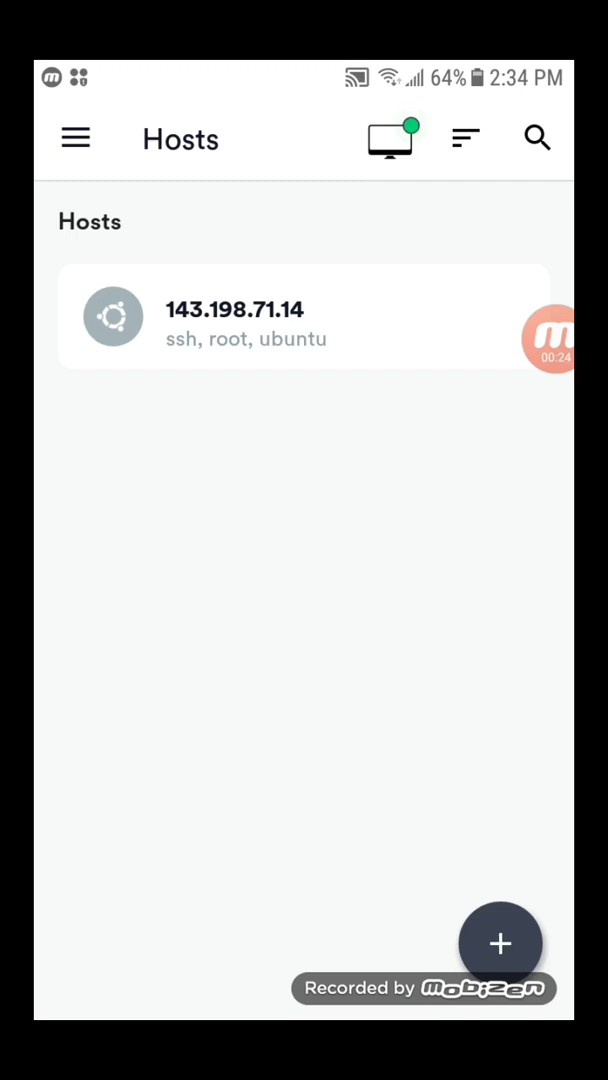 64% 2:34 PM
Hosts
Hosts
143.198.71.14
ssh, root, ubuntu
00:24
Recorded by mobizen